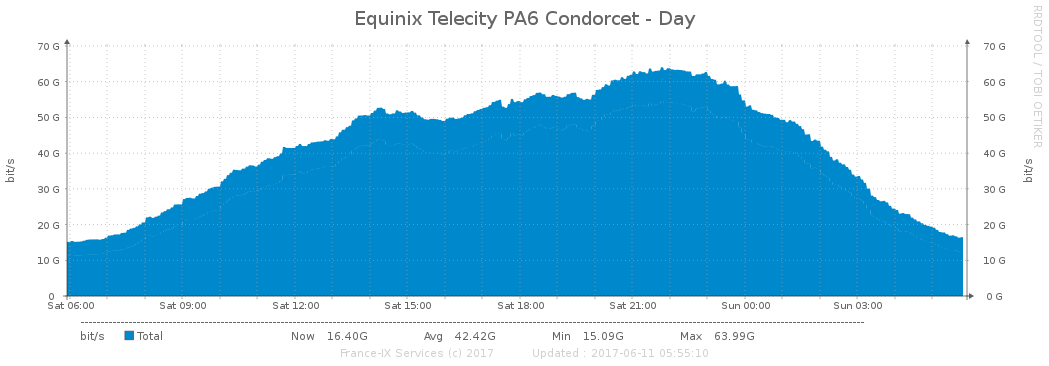 Equinix Telecity PA6 Condorcet - Day
RRDTOOL / TOBI OETIKER
70 G 70 G
60 G 60 G
50 G 50 G
40 G 40 G
30 G 30 G
20 G 20 G
10 G 10 G
0 0 G
bit/s bit/s
Sat 06:00 Sat 09:00 Sat 12:00 Sat 15:00 Sat 18:00 Sat 21:00 Sun 00:00 Sun 03:00
bit/s Total Now 16.40G Avg 42.42G Min 15.09G Max 63.99G
France-IX Services (c) 2017 Updated : 2017-06-11 05:55:10